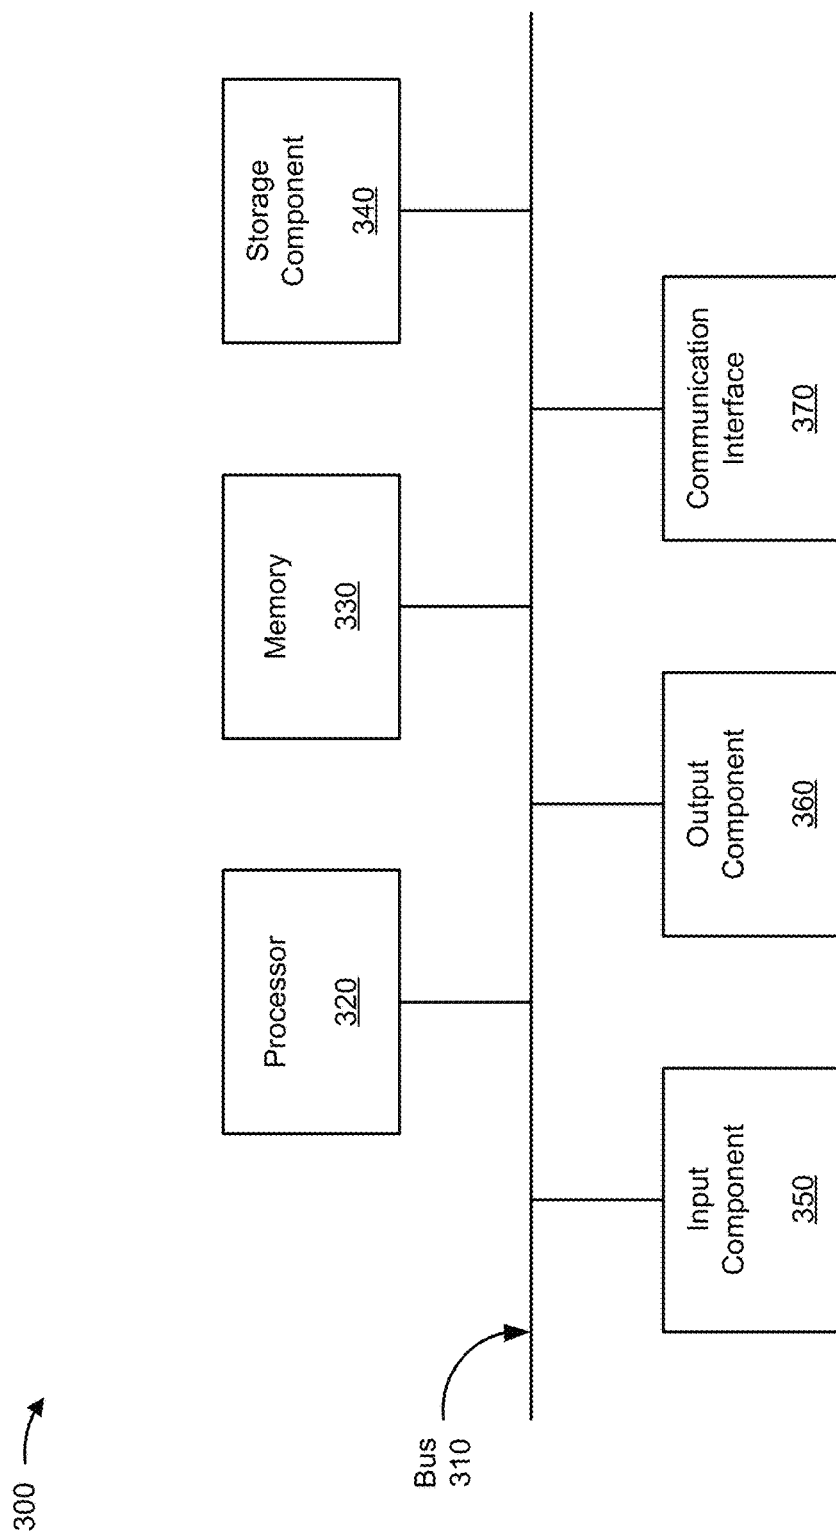 300
Processor
320
Memory
330
Storage
Component
340
Bus
310
Input
Component
350
Output
Component
360
Communication
Interface
370